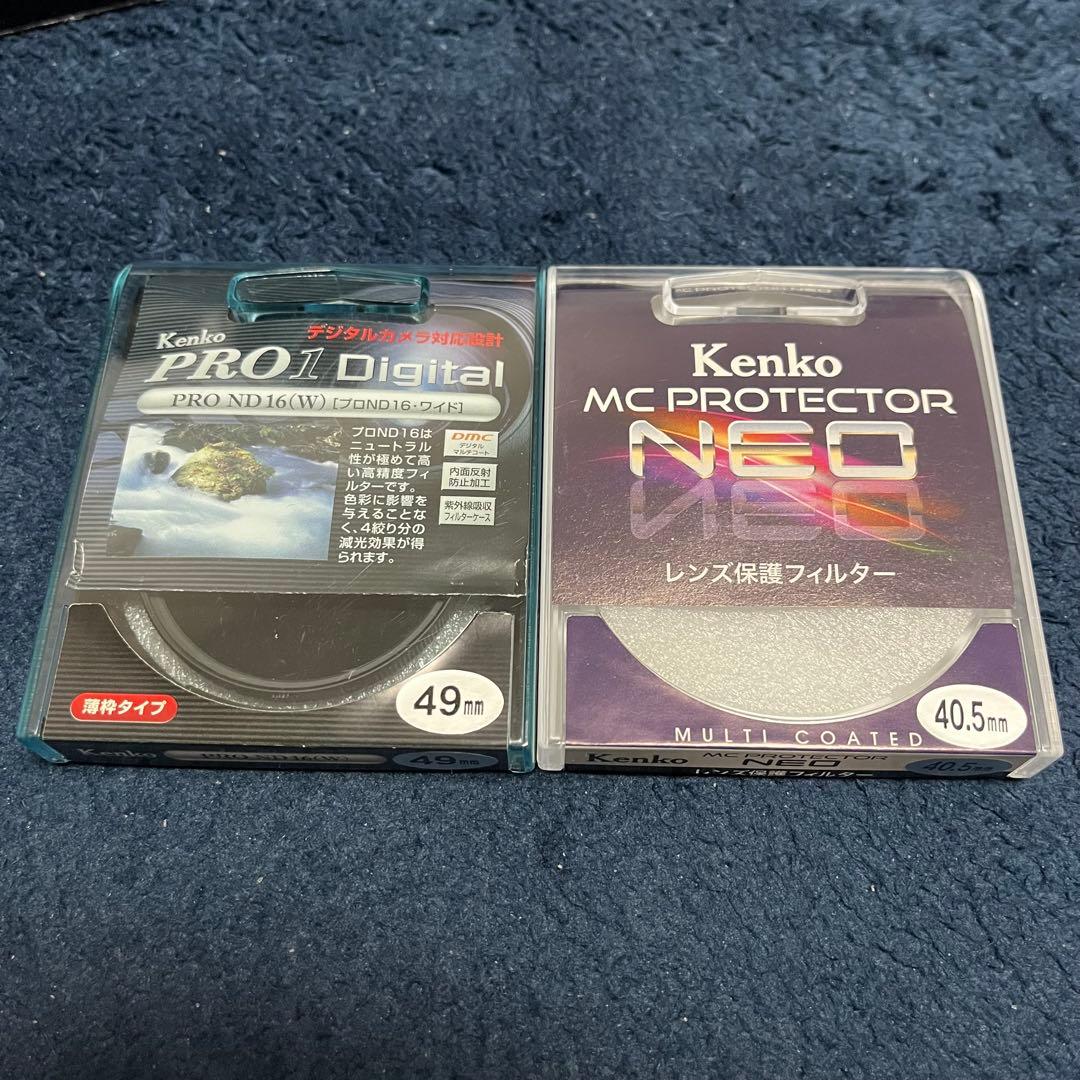 デジタルカメラ対応設計
Kenko
PRO1 Digital
PRO ND16(W) [プロND16・ワイド]
プロND16は
ニュートラル
性が極めて高
い高精度フィ
ルターです。
色彩に影響を
与えることな
く、4絞り分の
減光効果が得
られます。
DMC
デジタル
マルチコート
内面反射
防止加工
紫外線吸収
フィルターケース
薄枠タイプ
49mm
Kenko
PRO ND16(W)
49mm
Kenko
MC PROTECTOR
NEO
レンズ保護フィルター
40.5mm
MULTI COATED
Kenko
MC PROTECTOR
NEO
レンズ保護フィルター
40.5mm